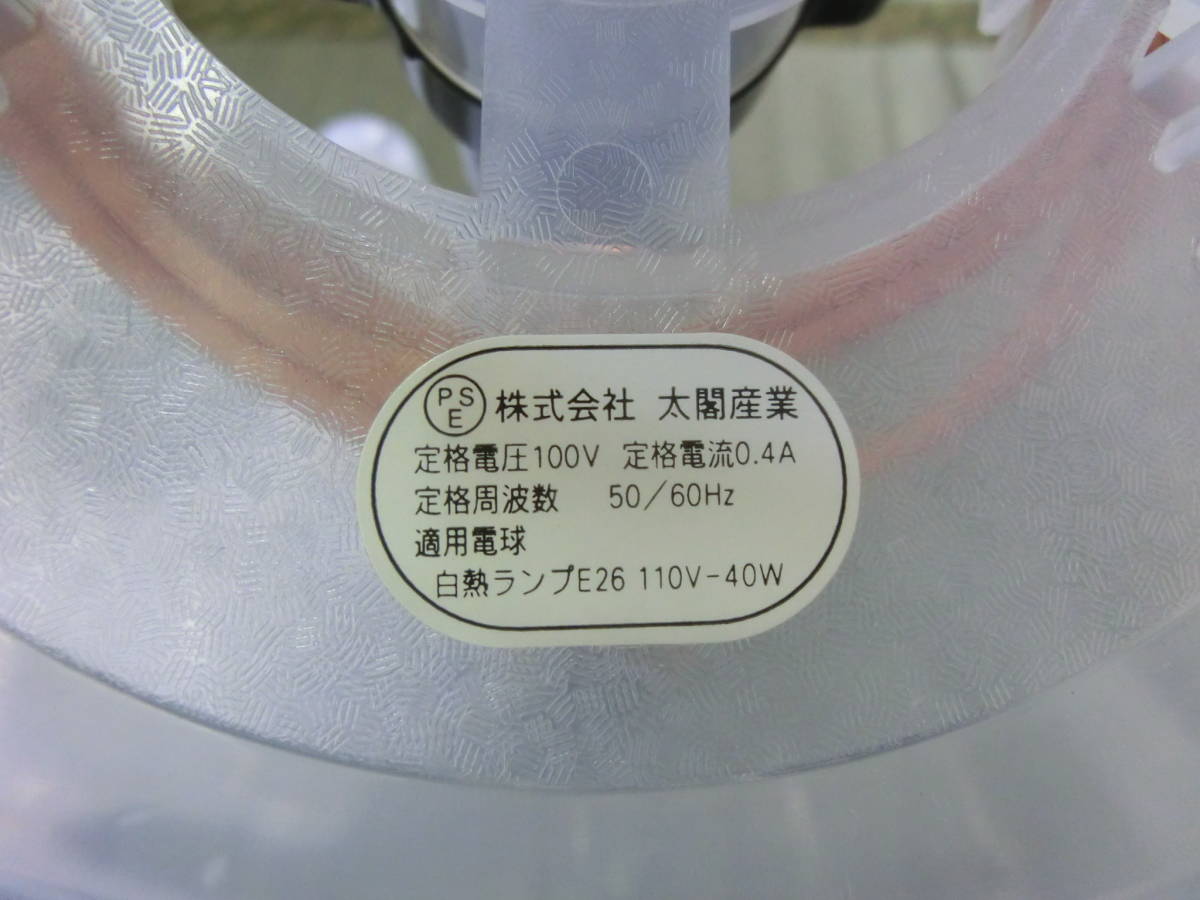 PSE 株式会社 太閤産業
定格電圧100V 定格電流0.4A
定格周波数 50/60Hz
適用電球
白熱ランプE26 110V-40W